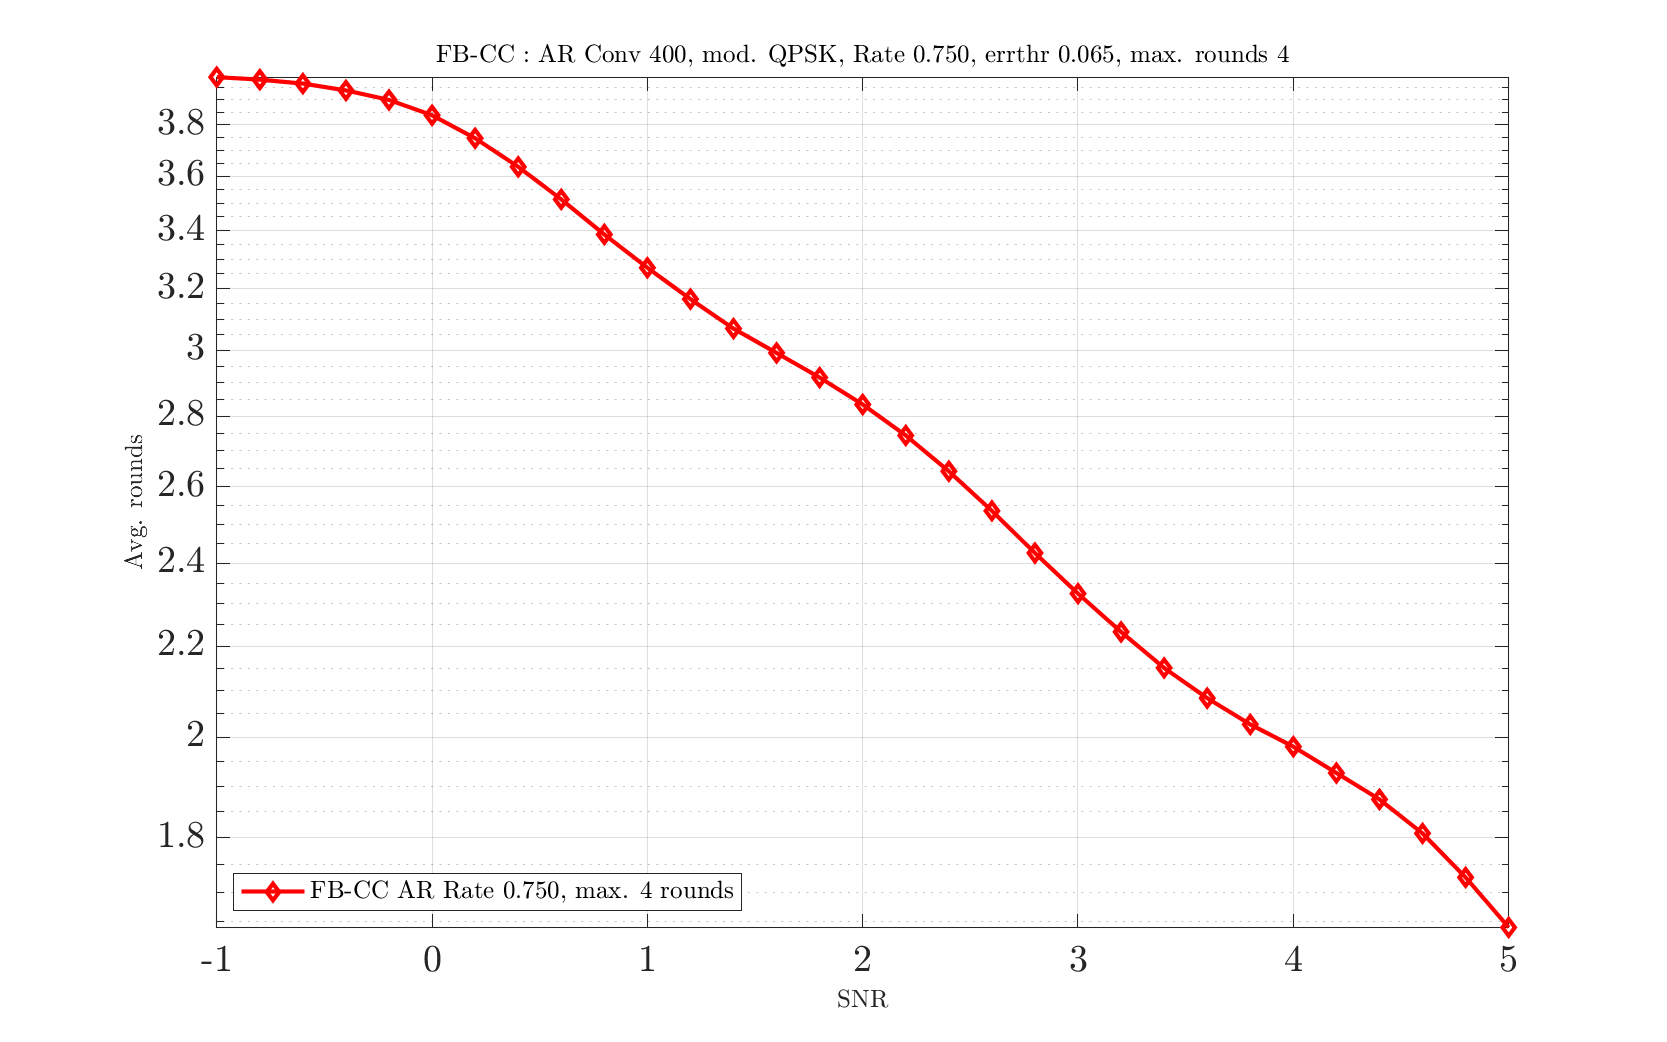 FB-CC : AR Conv 400, mod. QPSK, Rate 0.750, errthr 0.065, max. rounds 4
3.8
3.6
3.4
3.2
3
2.8
2.6
2.4
2.2
2
1.8
Avg. rounds
FB-CC AR Rate 0.750, max. 4 rounds
-1 0 1 2 3 4 5
SNR